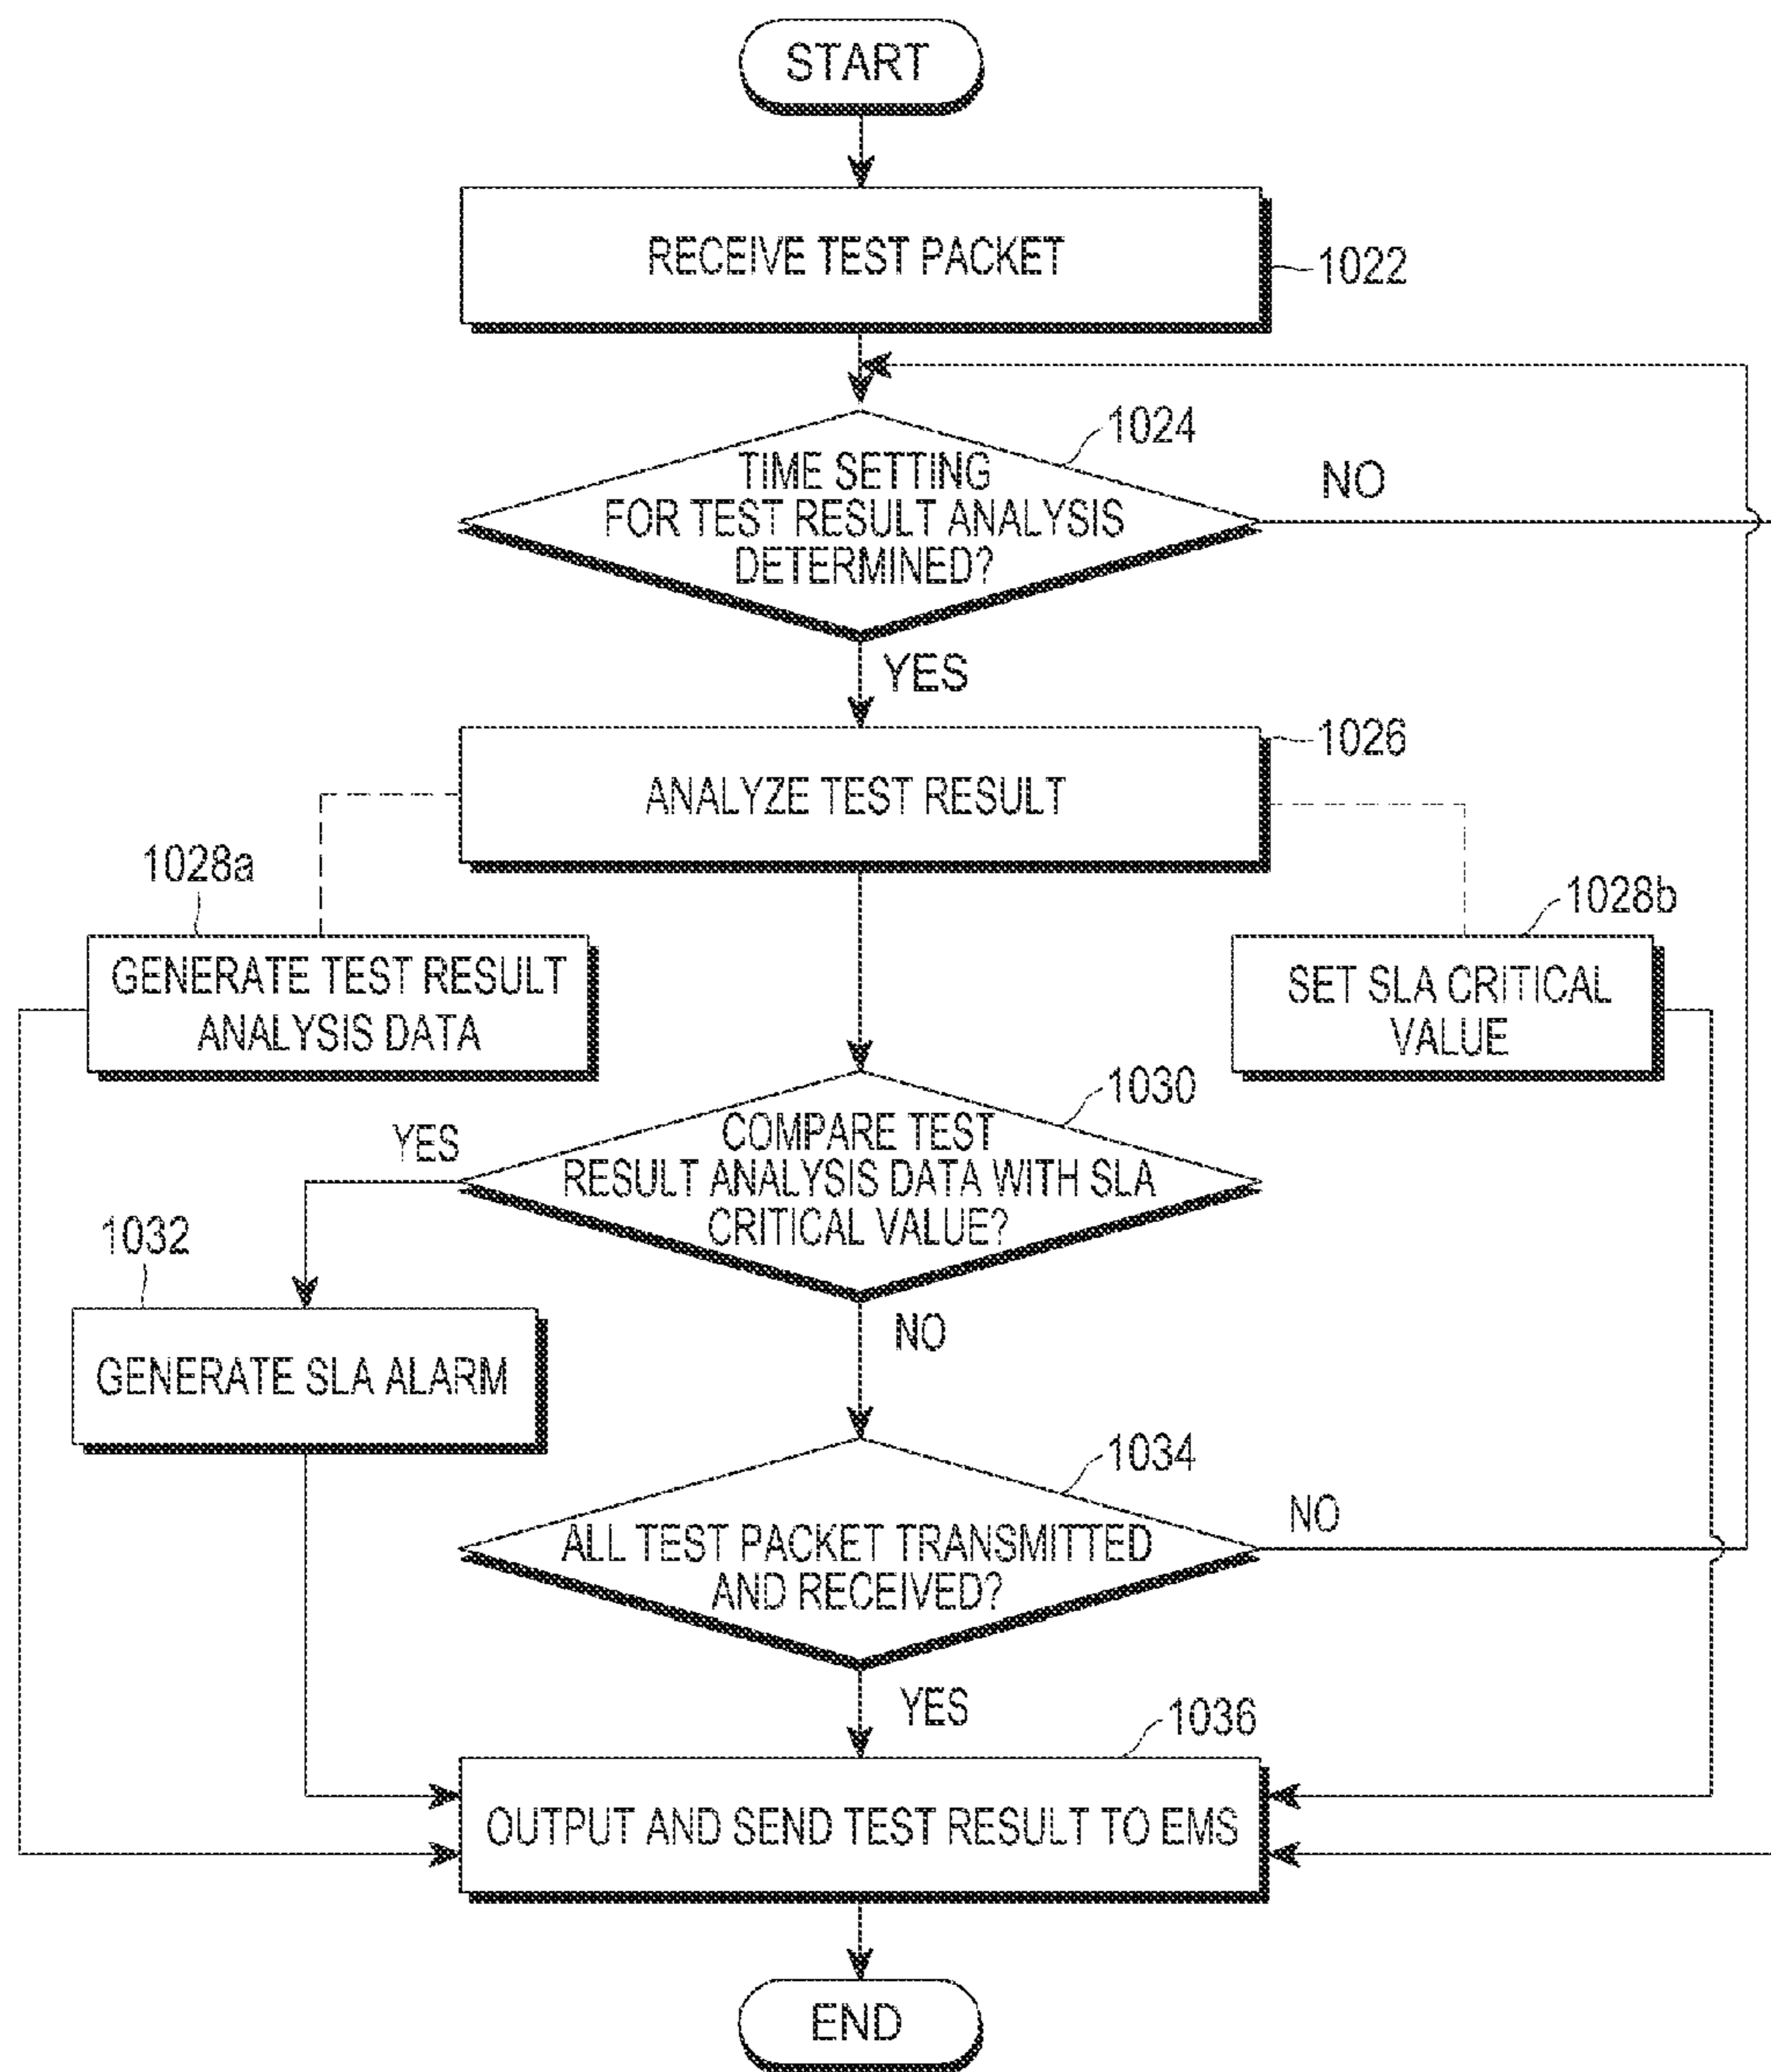 START
RECEIVE TEST PACKET
1022
1024
TIME SETTING
FOR TEST RESULT ANALYSIS
DETERMINED?
NO
YES
1026
ANALYZE TEST RESULT
1028a
GENERATE TEST RESULT
ANALYSIS DATA
1028b
SET SLA CRITICAL
VALUE
1030
COMPARE TEST
RESULT ANALYSIS DATA WITH SLA
CRITICAL VALUE?
YES
NO
1032
GENERATE SLA ALARM
1034
ALL TEST PACKET TRANSMITTED
AND RECEIVED?
NO
YES
1036
OUTPUT AND SEND TEST RESULT TO EMS
END